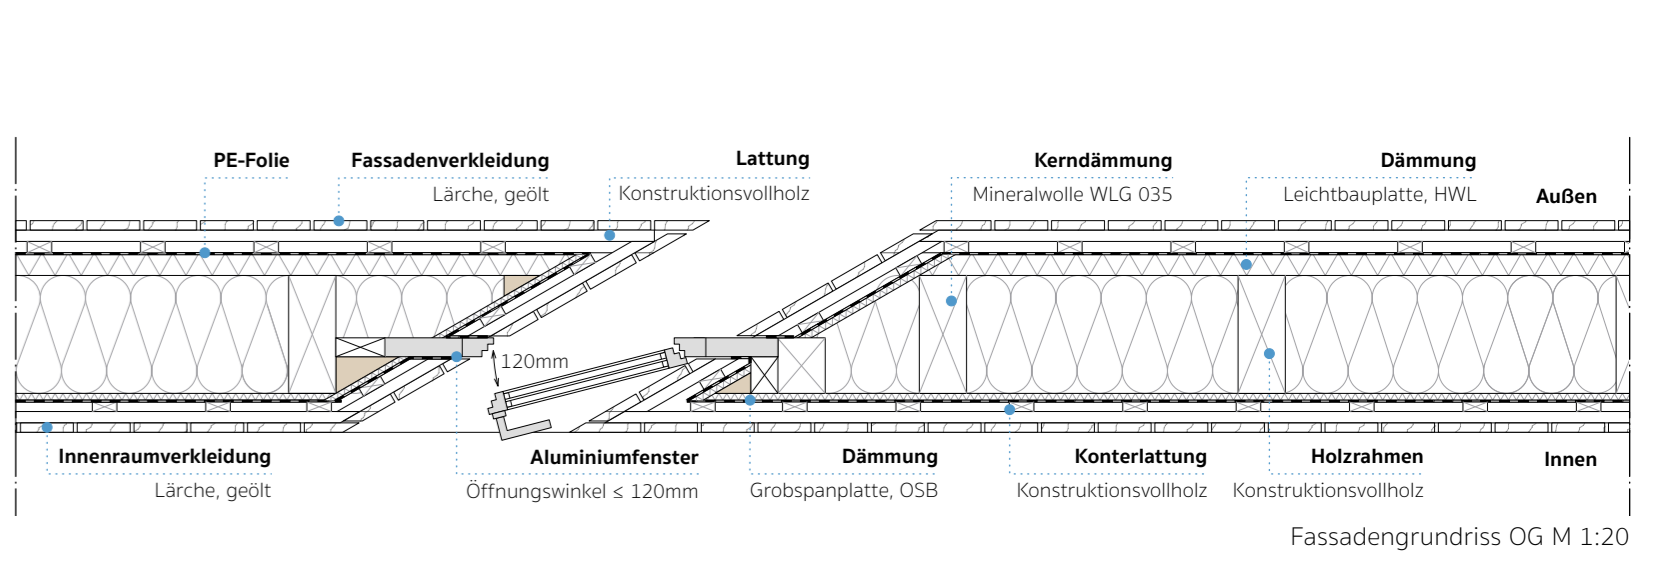 PE-Folie
Fassadenverkleidung
Lärche, geölt
Lattung
Konstruktionsvollholz
Kerndämmung
Mineralwolle WLG 035
Dämmung
Leichtbauplatte, HWL
Außen
120mm
Innenraumverkleidung
Lärche, geölt
Aluminiumfenster
Öffnungswinkel ≤ 120mm
Dämmung
Grobspanplatte, OSB
Konterlattung
Konstruktionsvollholz
Holzrahmen
Konstruktionsvollholz
Innen
Fassadengrundriss OG M 1:20